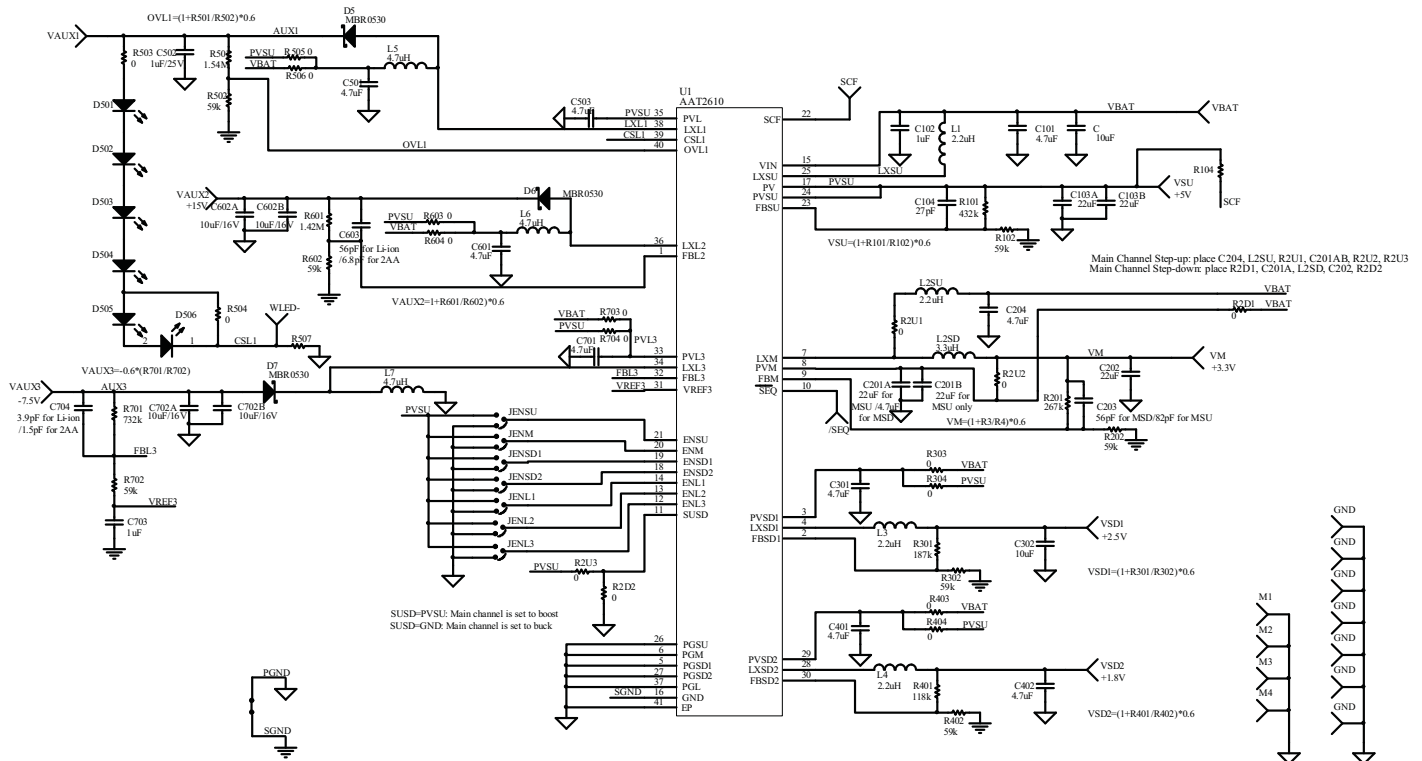 OVL1=(1+R501/R502)*0.6
VAUX1
AUX1
D5
MBR0530
R503
0
C502
1uF/25V
R501
1.54M
R502
59k
PVSU
R505 0
VBAT
R506 0
L5
4.7uH
C501
4.7uF
D501
D502
D503
D504
D505
D506
2
1
R504
0
CSL1
WLED-
R507
OVL1
C503
4.7uF
U1
AAT2610
PVSU 35 PVL
LXL1 38 LXL1
CSL1 39 CSL1
40 OVL1
VAUX2
+15V
C602A
10uF/16V
C602B
10uF/16V
R601
1.42M
R602
59k
C603
56pF for Li-ion
/6.8pF for 2AA
PVSU
R603 0
VBAT
R604 0
C601
4.7uF
L6
4.7uH
D6
MBR0530
36 LXL2
1 FBL2
VAUX2=1+R601/R602)*0.6
VBAT
R703 0
PVSU
R704 0
C701
4.7uF
PVL3
33 PVL3
34 LXL3
FBL3 32 FBL3
VREF3 31 VREF3
VAUX3=-0.6*(R701/R702)
VAUX3
-7.5V
AUX3
D7
MBR0530
L7
4.7uH
C704
3.9pF for Li-ion
/1.5pF for 2AA
R701
732k
C702A
10uF/16V
C702B
10uF/16V
FBL3
R702
59k
VREF3
C703
1uF
PVSU
JENSU
JENM
JENSD1
JENSD2
JENL1
JENL2
JENL3
21 ENSU
20 ENM
19 ENSD1
18 ENSD2
14 ENL1
13 ENL2
12 ENL3
11 SUSD
PVSU
R2U3
0
R2D2
0
SUSD=PVSU: Main channel is set to boost
SUSD=GND: Main channel is set to buck
26 PGSU
6 PGM
5 PGSD1
27 PGSD2
37 PGL
SGND 16 GND
41 EP
PGND
SGND
SCF
SCF 22
VBAT
VBAT
C102
1uF
L1
2.2uH
C101
4.7uF
C
10uF
VIN 15
LXSU 25 LXSU
PV 17 PVSU
PVSU 24
FBSU 23
C104
27pF
R101
432k
R102
59k
C103A
22uF
C103B
22uF
VSU
+5V
R104
SCF
VSU=(1+R101/R102)*0.6
Main Channel Step-up: place C204, L2SU, R2U1, C201AB, R2U2, R2U3
Main Channel Step-down: place R2D1, C201A, L2SD, C202, R2D2
L2SU
2.2uH
VBAT
R2D1
0
VBAT
C204
4.7uF
R2U1
0
L2SD
3.3uH
LXM 7
PVM 8
FBM 9
SEQ 10
/SEQ
C201A
22uF for
MSU /4.7uF
for MSD
C201B
22uF for
MSU only
R2U2
0
VM
VM
+3.3V
C202
22uF
R201
267k
C203
56pF for MSD/82pF for MSU
R202
59k
VM=(1+R3/R4)*0.6
R303
0
VBAT
R304
0
PVSU
C301
4.7uF
PVSD1 3
LXSD1 4
FBSD1 2
L3
2.2uH
R301
187k
R302
59k
C302
10uF
VSD1
+2.5V
VSD1=(1+R301/R302)*0.6
R403
0
VBAT
R404
0
PVSU
C401
4.7uF
PVSD2 29
LXSD2 28
FBSD2 30
L4
2.2uH
R401
118k
R402
59k
C402
4.7uF
VSD2
+1.8V
VSD2=(1+R401/R402)*0.6
M1
M2
M3
M4
GND
GND
GND
GND
GND
GND
GND